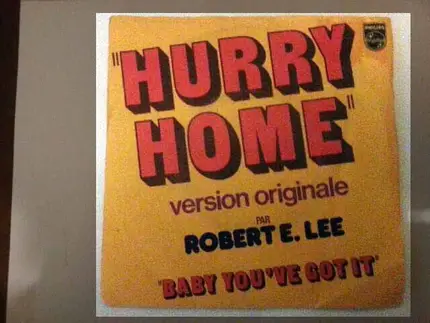 PHILIPS
"HURRY
HOME"
version originale
PAR
ROBERT E. LEE
"BABY YOU'VE GOT IT"